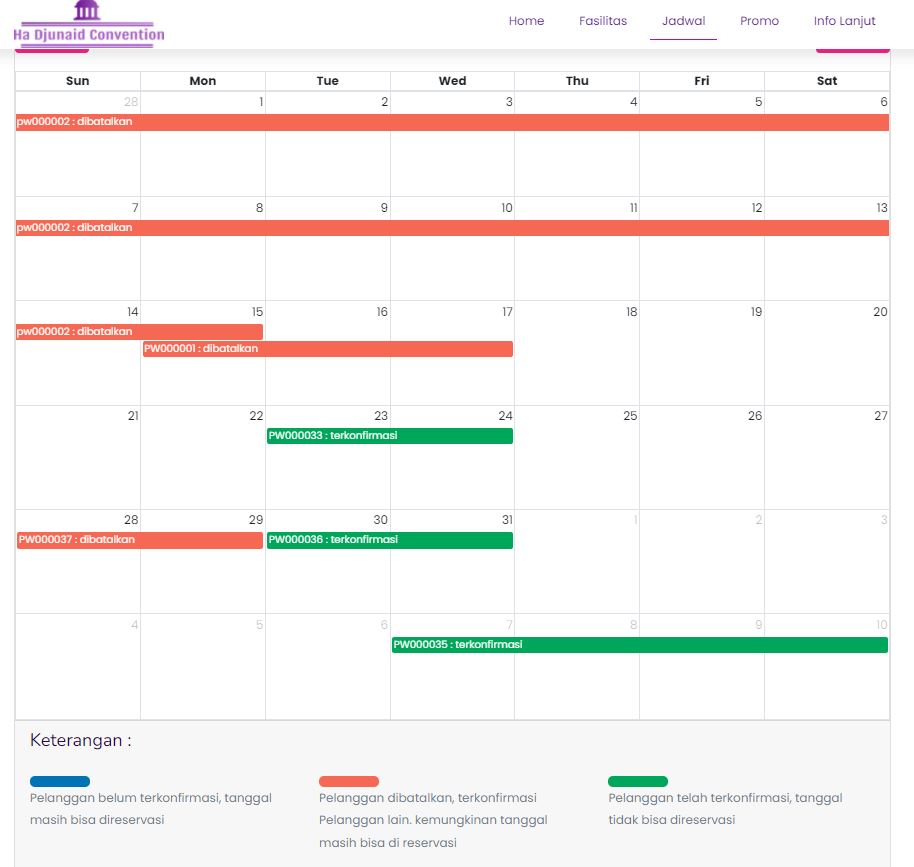 Ha Djunaid Convention
Home Fasilitas Jadwal Promo Info Lanjut
Sun Mon Tue Wed Thu Fri Sat
28 1 2 3 4 5 6
pw000002 : dibatalkan
7 8 9 10 11 12 13
pw000002 : dibatalkan
14 15 16 17 18 19 20
pw000002 : dibatalkan
PW000001 : dibatalkan
21 22 23 24 25 26 27
PW000033 : terkonfirmasi
28 29 30 31 1 2 3
PW000037 : dibatalkan PW000036 : terkonfirmasi
4 5 6 7 8 9 10
PW000035 : terkonfirmasi
Keterangan :
Pelanggan belum terkonfirmasi, tanggal
masih bisa direservasi
Pelanggan dibatalkan, terkonfirmasi
Pelanggan lain. kemungkinan tanggal
masih bisa di reservasi
Pelanggan telah terkonfirmasi, tanggal
tidak bisa direservasi